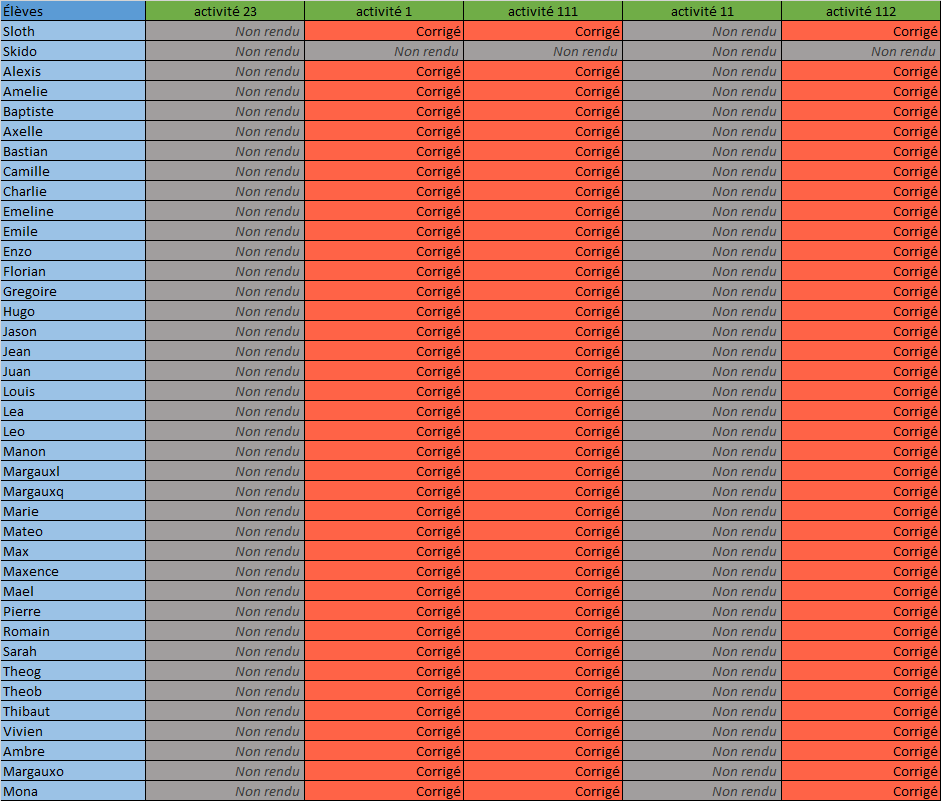 Élèves activité 23 activité 1 activité 111 activité 11 activité 112
Sloth Non rendu Corrigé Corrigé Non rendu Corrigé
Skido Non rendu Non rendu Non rendu Non rendu Non rendu
Alexis Non rendu Corrigé Corrigé Non rendu Corrigé
Amelie Non rendu Corrigé Corrigé Non rendu Corrigé
Baptiste Non rendu Corrigé Corrigé Non rendu Corrigé
Axelle Non rendu Corrigé Corrigé Non rendu Corrigé
Bastian Non rendu Corrigé Corrigé Non rendu Corrigé
Camille Non rendu Corrigé Corrigé Non rendu Corrigé
Charlie Non rendu Corrigé Corrigé Non rendu Corrigé
Emeline Non rendu Corrigé Corrigé Non rendu Corrigé
Emile Non rendu Corrigé Corrigé Non rendu Corrigé
Enzo Non rendu Corrigé Corrigé Non rendu Corrigé
Florian Non rendu Corrigé Corrigé Non rendu Corrigé
Gregoire Non rendu Corrigé Corrigé Non rendu Corrigé
Hugo Non rendu Corrigé Corrigé Non rendu Corrigé
Jason Non rendu Corrigé Corrigé Non rendu Corrigé
Jean Non rendu Corrigé Corrigé Non rendu Corrigé
Juan Non rendu Corrigé Corrigé Non rendu Corrigé
Louis Non rendu Corrigé Corrigé Non rendu Corrigé
Lea Non rendu Corrigé Corrigé Non rendu Corrigé
Leo Non rendu Corrigé Corrigé Non rendu Corrigé
Manon Non rendu Corrigé Corrigé Non rendu Corrigé
Margauxl Non rendu Corrigé Corrigé Non rendu Corrigé
Margauxq Non rendu Corrigé Corrigé Non rendu Corrigé
Marie Non rendu Corrigé Corrigé Non rendu Corrigé
Mateo Non rendu Corrigé Corrigé Non rendu Corrigé
Max Non rendu Corrigé Corrigé Non rendu Corrigé
Maxence Non rendu Corrigé Corrigé Non rendu Corrigé
Mael Non rendu Corrigé Corrigé Non rendu Corrigé
Pierre Non rendu Corrigé Corrigé Non rendu Corrigé
Romain Non rendu Corrigé Corrigé Non rendu Corrigé
Sarah Non rendu Corrigé Corrigé Non rendu Corrigé
Theog Non rendu Corrigé Corrigé Non rendu Corrigé
Theob Non rendu Corrigé Corrigé Non rendu Corrigé
Thibaut Non rendu Corrigé Corrigé Non rendu Corrigé
Vivien Non rendu Corrigé Corrigé Non rendu Corrigé
Ambre Non rendu Corrigé Corrigé Non rendu Corrigé
Margauxo Non rendu Corrigé Corrigé Non rendu Corrigé
Mona Non rendu Corrigé Corrigé Non rendu Corrigé